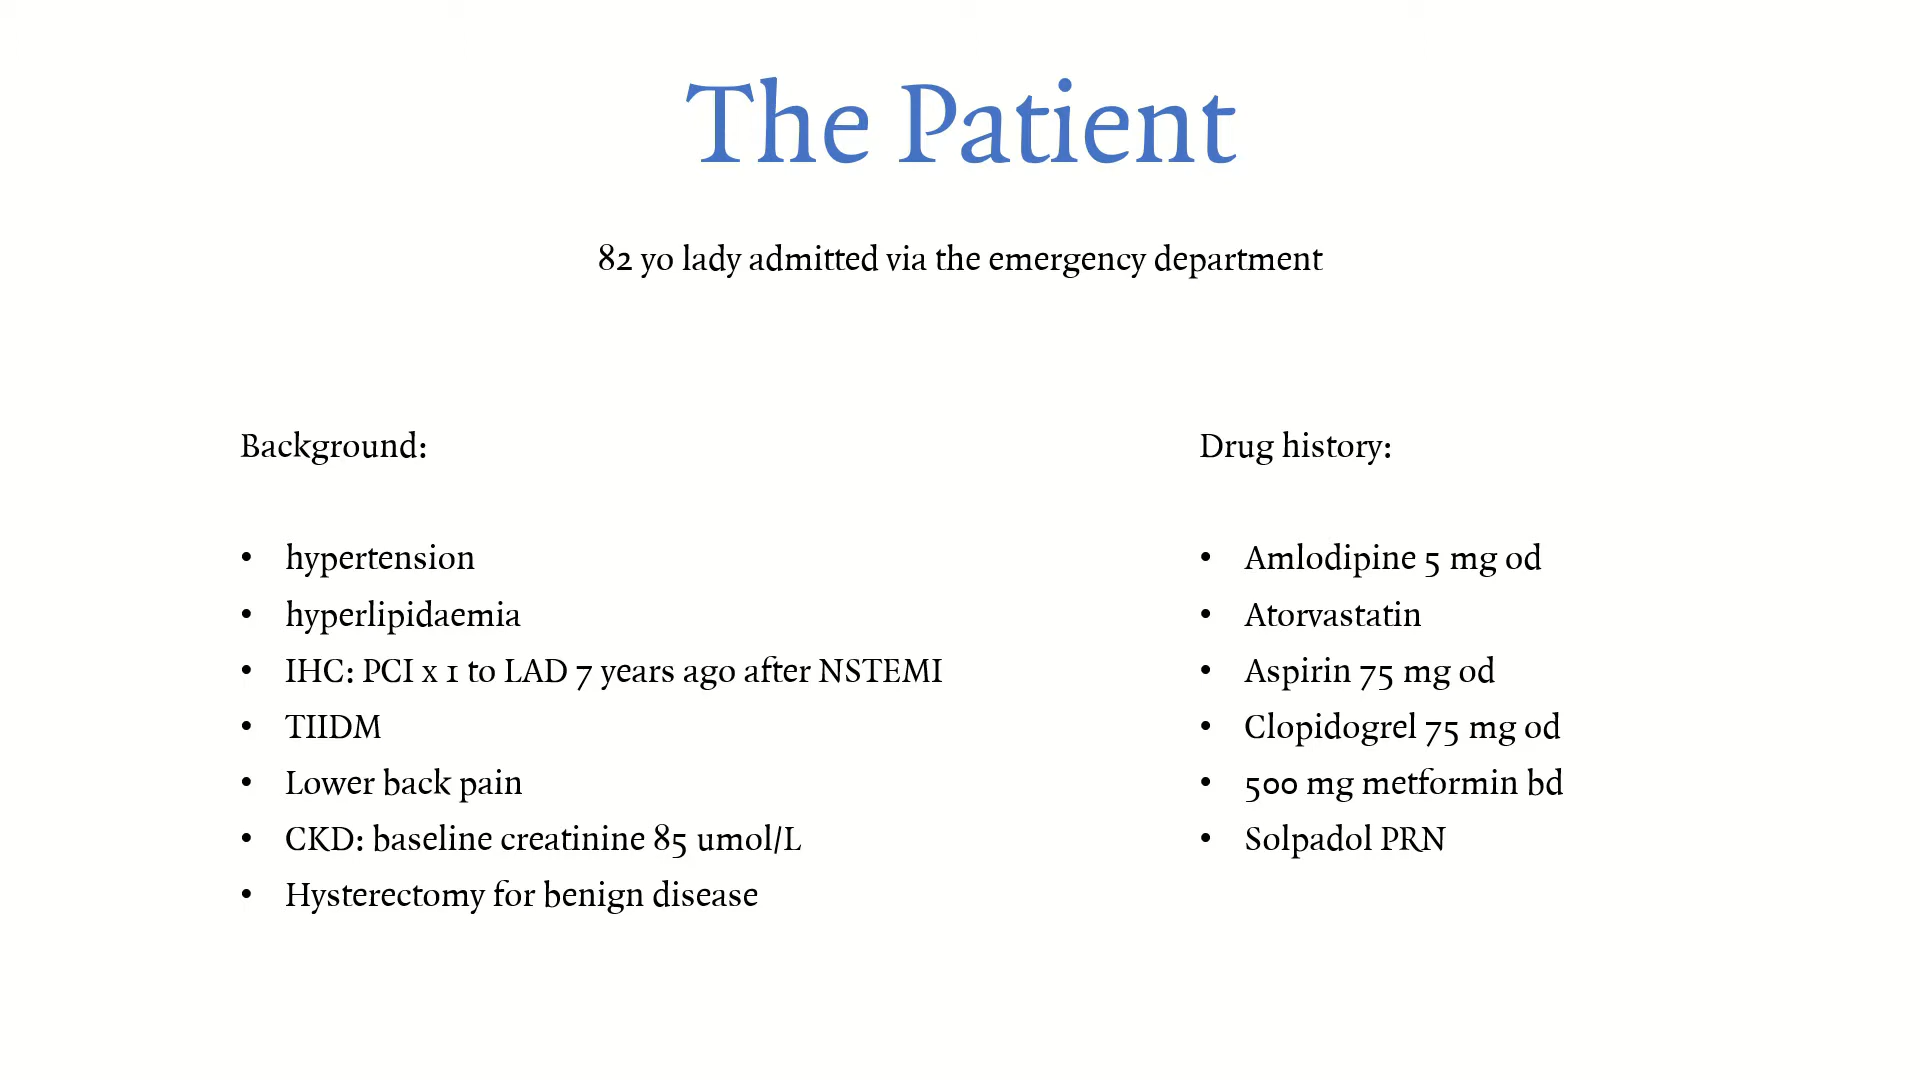 The Patient
82 yo lady admitted via the emergency department
Background:
• hypertension
• hyperlipidaemia
• IHC: PCI x 1 to LAD 7 years ago after NSTEMI
• TIIDM
• Lower back pain
• CKD: baseline creatinine 85 umol/L
• Hysterectomy for benign disease
Drug history:
• Amlodipine 5 mg od
• Atorvastatin
• Aspirin 75 mg od
• Clopidogrel 75 mg od
• 500 mg metformin bd
• Solpadol PRN